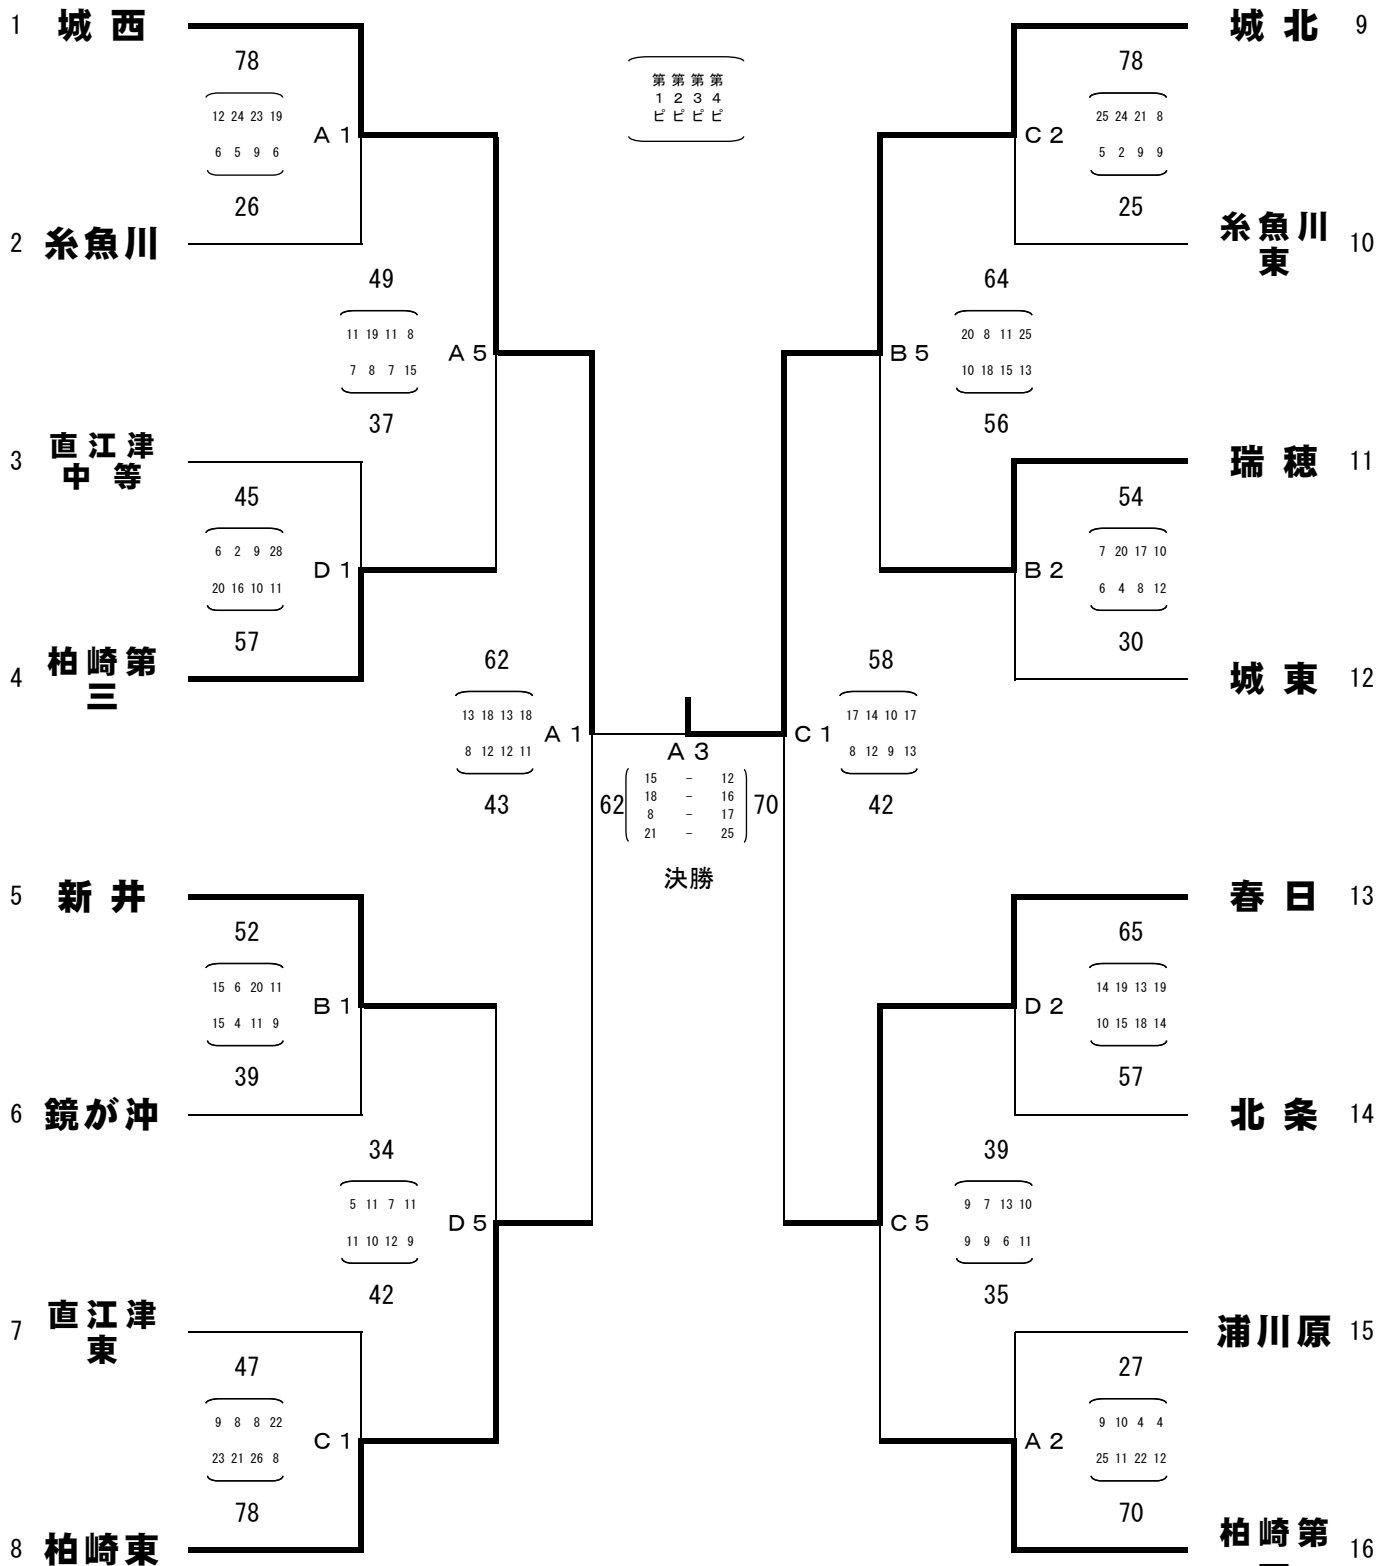 1 城 西
78
12 24 23 19
A 1
6 5 9 6
26
2 糸魚川
49
11 19 11 8
A 5
7 8 7 15
37
3 直江津
中 等
45
6 2 9 28
D 1
20 16 10 11
57
4 柏崎第
三
62
13 18 13 18
A 1
8 12 12 11
43
5 新 井
52
15 6 20 11
B 1
15 4 11 9
39
6 鏡が沖
34
5 11 7 11
D 5
11 10 12 9
42
7 直江津
東
47
9 8 8 22
C 1
23 21 26 8
78
8 柏崎東
第 第 第 第
1 2 3 4
ピ ピ ピ ピ
A 3
15 - 12
18 - 16
62 70
8 - 17
21 - 25
決勝
城 北 9
78
25 24 21 8
C 2
5 2 9 9
25
糸魚川
東 10
64
20 8 11 25
B 5
10 18 15 13
56
瑞 穂 11
54
7 20 17 10
B 2
6 4 8 12
30
城 東 12
58
17 14 10 17
C 1
8 12 9 13
42
春 日 13
65
14 19 13 19
D 2
10 15 18 14
57
北 条 14
39
9 7 13 10
C 5
9 9 6 11
35
浦川原 15
27
9 10 4 4
A 2
25 11 22 12
70
柏崎第 16